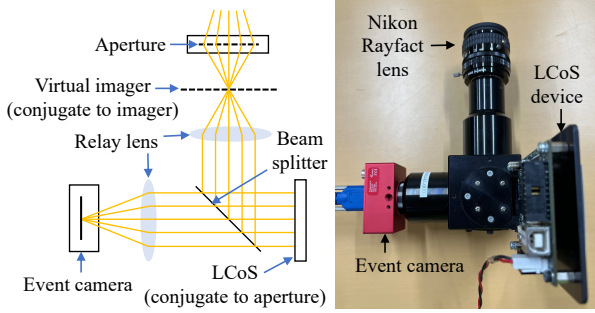 Aperture
Virtual imager
(conjugate to imager)
Relay lens
Beam
splitter
Event camera
LCoS
(conjugate to aperture)
Nikon
Rayfact
lens
LCoS
device
Event camera